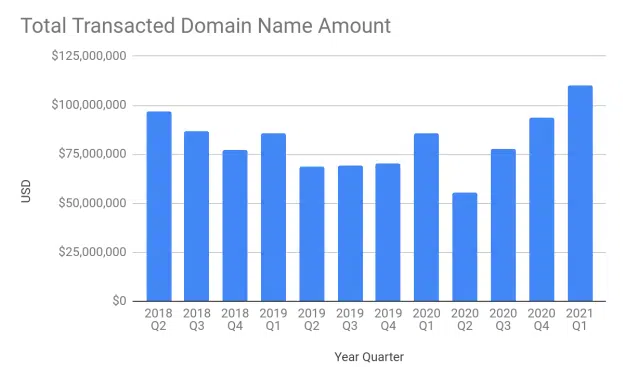 Total Transacted Domain Name Amount
$125,000,000
$100,000,000
$75,000,000
$50,000,000
$25,000,000
$0
USD
2018 2018 2018 2019 2019 2019 2019 2020 2020 2020 2020 2021
Q2 Q3 Q4 Q1 Q2 Q3 Q4 Q1 Q2 Q3 Q4 Q1
Year Quarter